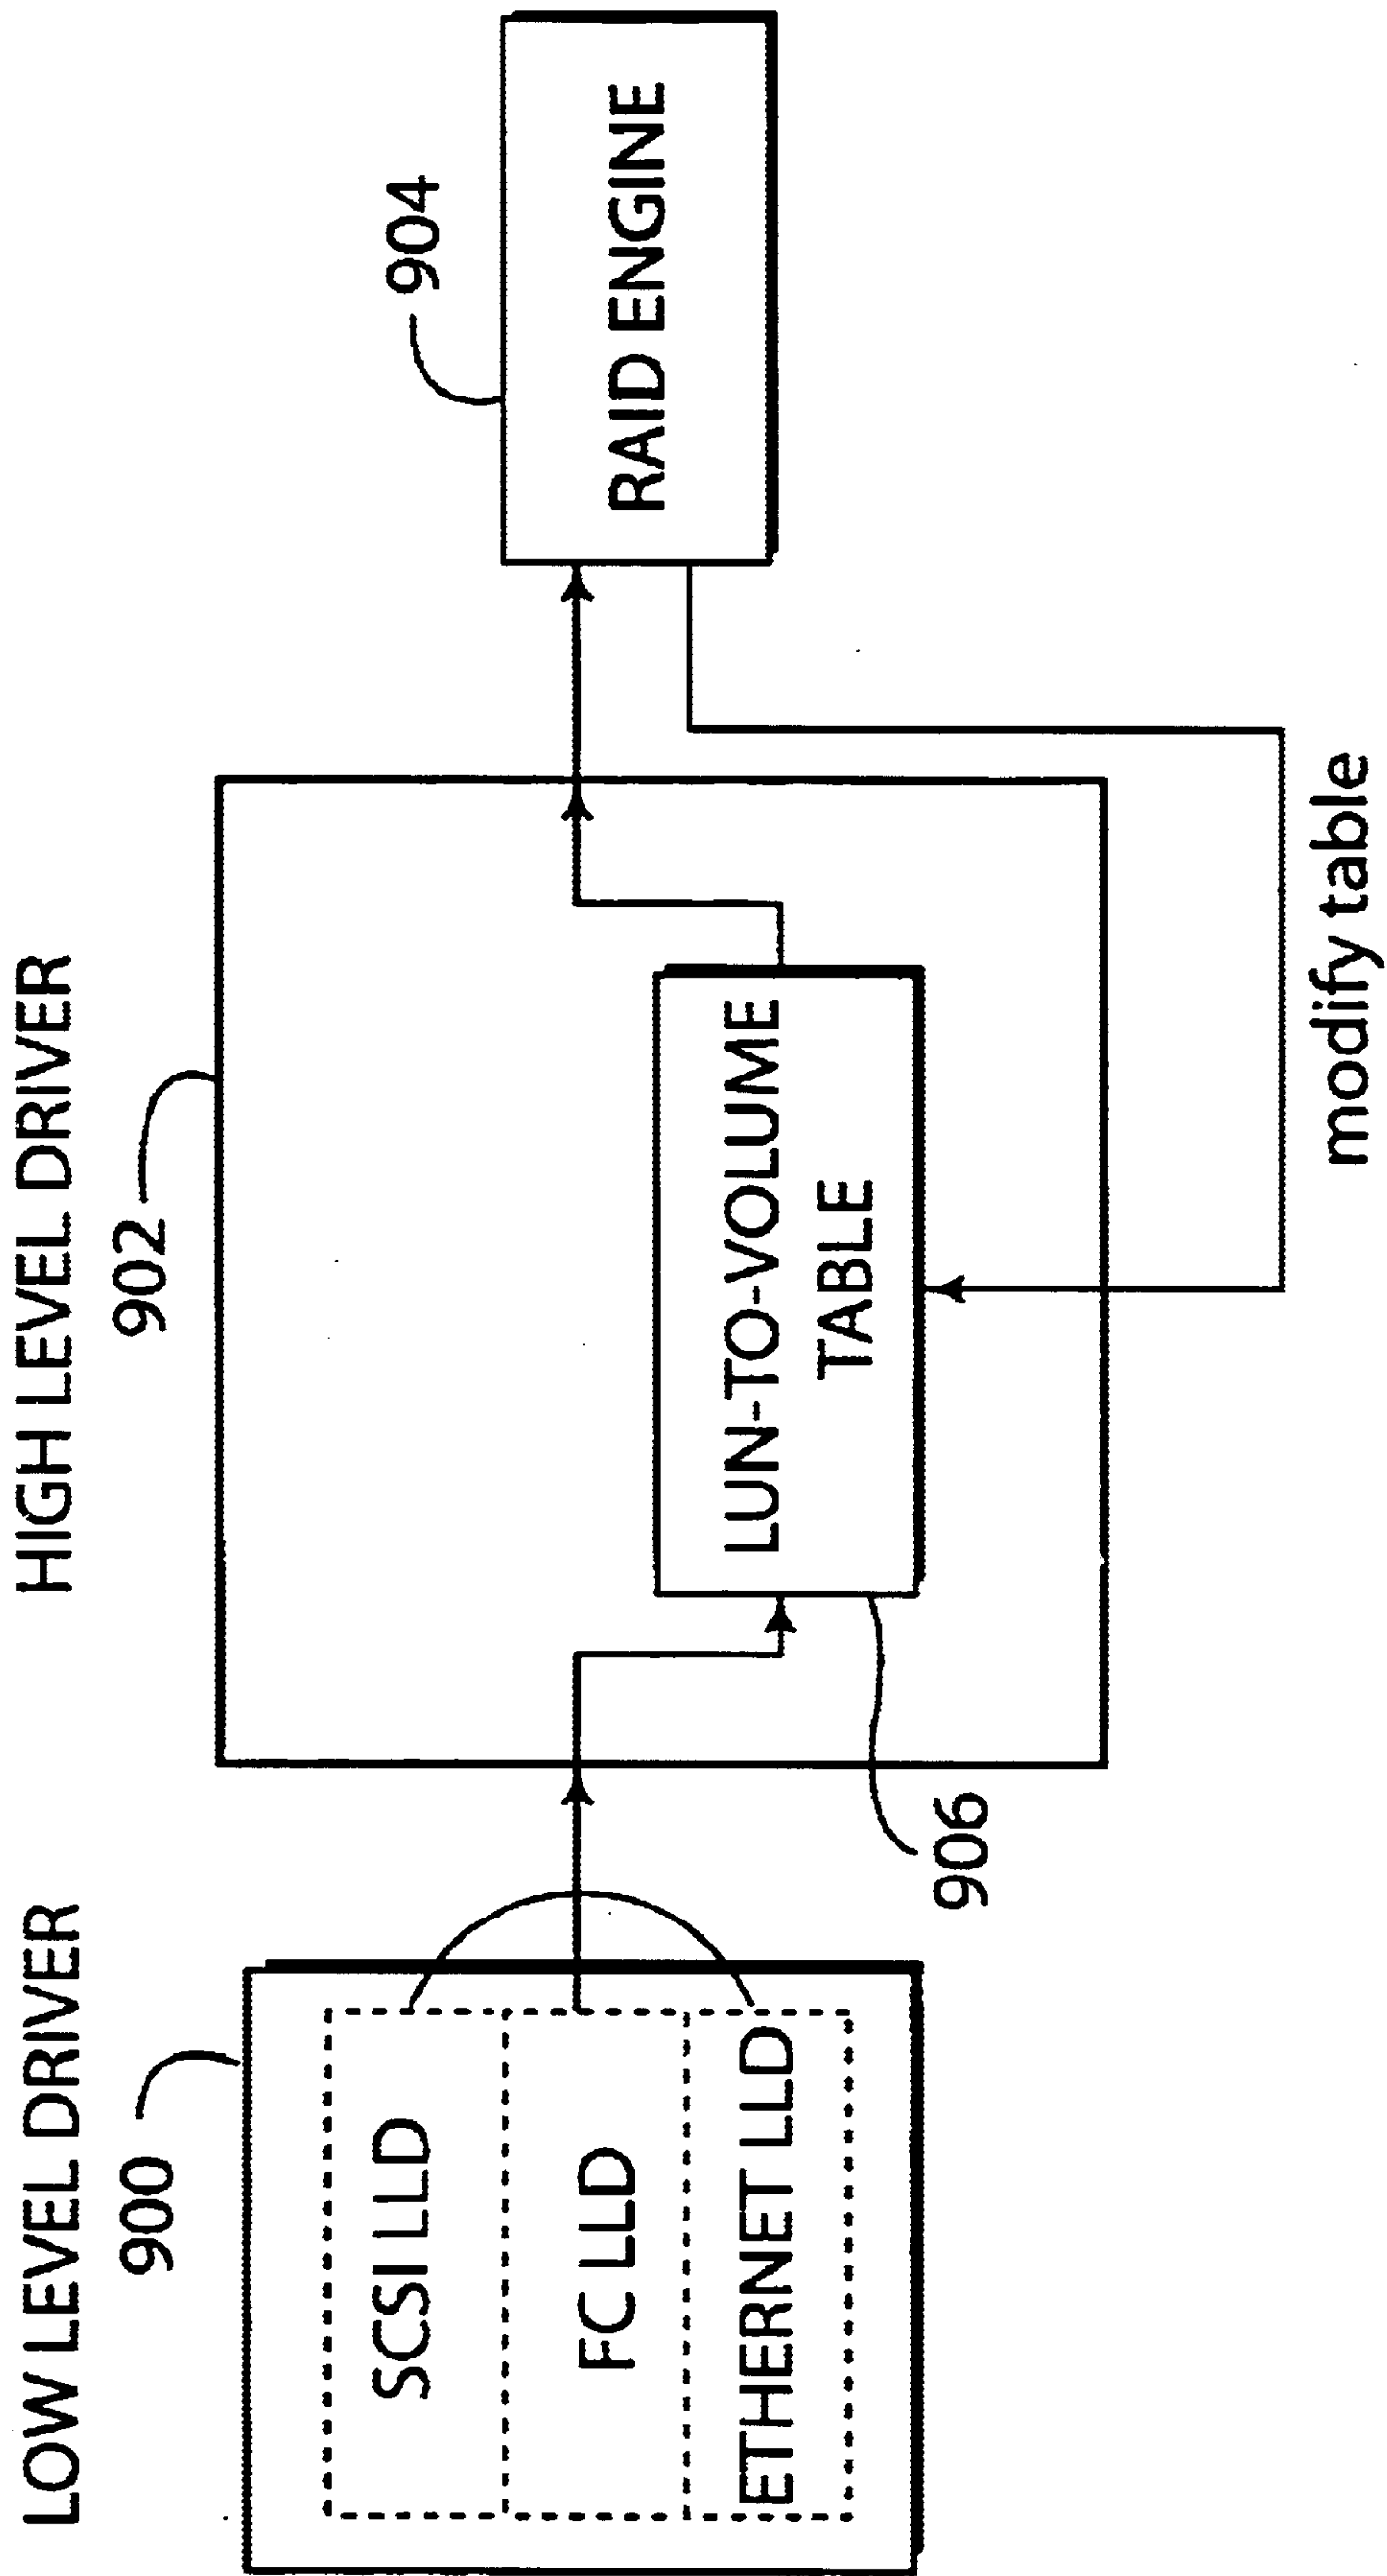 LOW LEVEL DRIVER
900
SCSI LLD
FC LLD
ETHERNET LLD
HIGH LEVEL DRIVER
902
LUN-TO-VOLUME
TABLE
906
904
RAID ENGINE
modify table